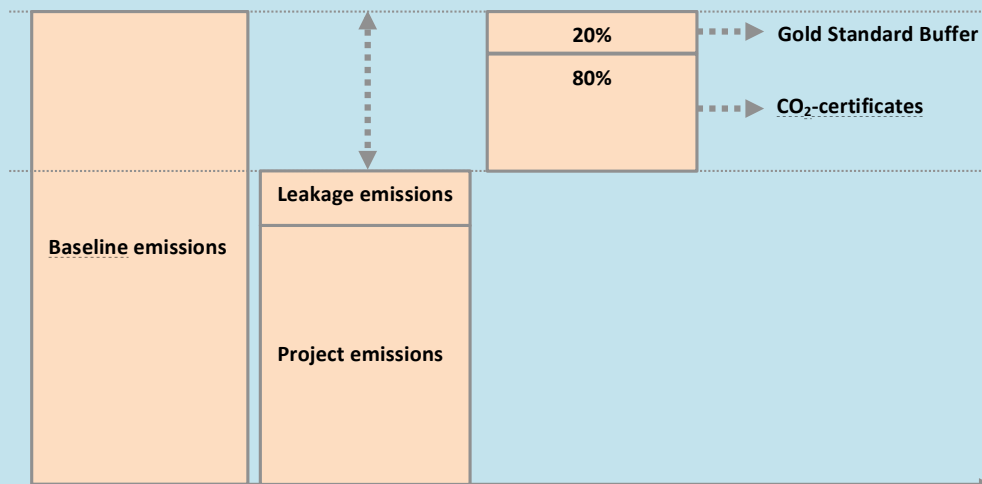 20%
Gold Standard Buffer
80%
CO₂-certificates
Leakage emissions
Baseline emissions
Project emissions